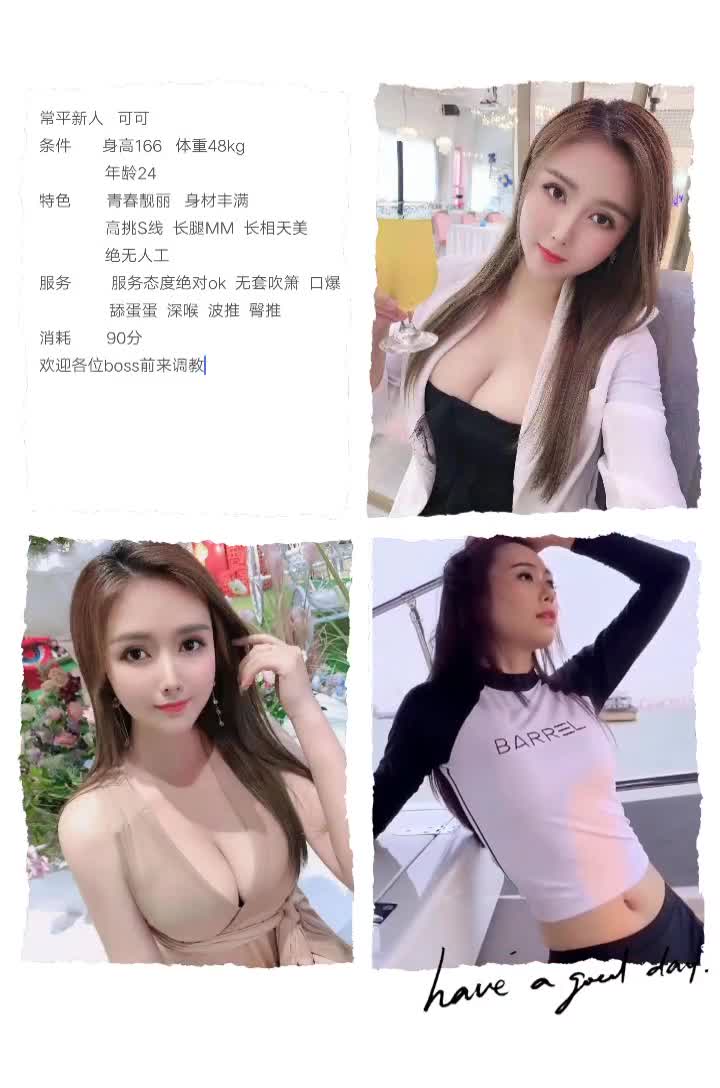 常平新人 可可
条件 身高166 体重48kg
年龄24
特色 青春靓丽 身材丰满
高挑S线 长腿MM 长相天美
绝无人工
服务 服务态度绝对ok 无套吹箫 口爆
舔蛋蛋 深喉 波推 臀推
消耗 90分
欢迎各位boss前来调教
BARREL
have a good day.